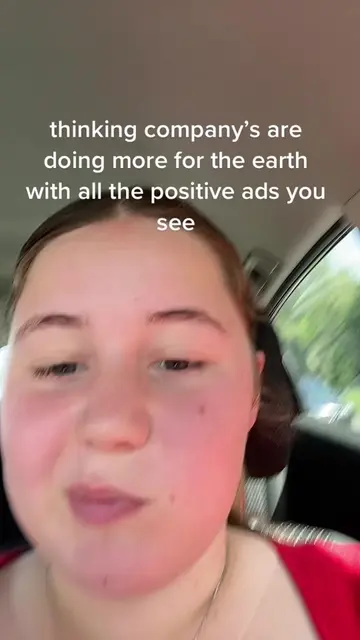 thinking company’s are
doing more for the earth
with all the positive ads you
see